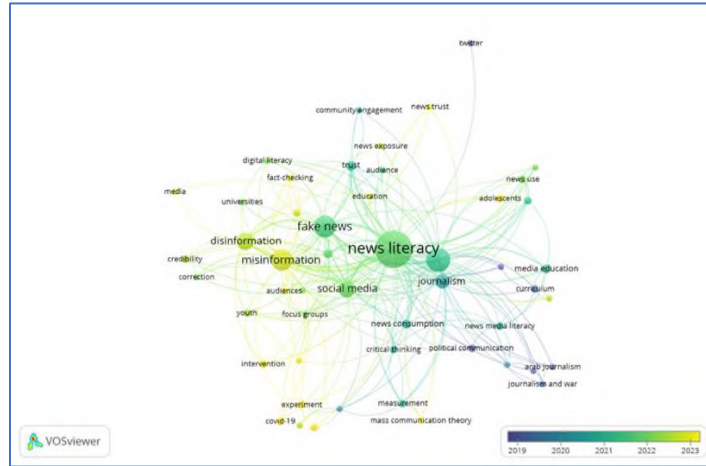 twitter
community engagement
news trust
news exposure
digital literacy
trust
audience
fact-checking
news use
media
education
adolescents
universities
fake news
disinformation
news literacy
credibility
misinformation
media education
correction
journalism
social media
curriculum
audiences
youth
focus groups
news consumption
news media literacy
critical thinking
political communication
intervention
arab journalism
journalism and war
experiment
measurement
covid-19
mass communication theory
VOSviewer
2019 2020 2021 2022 2023